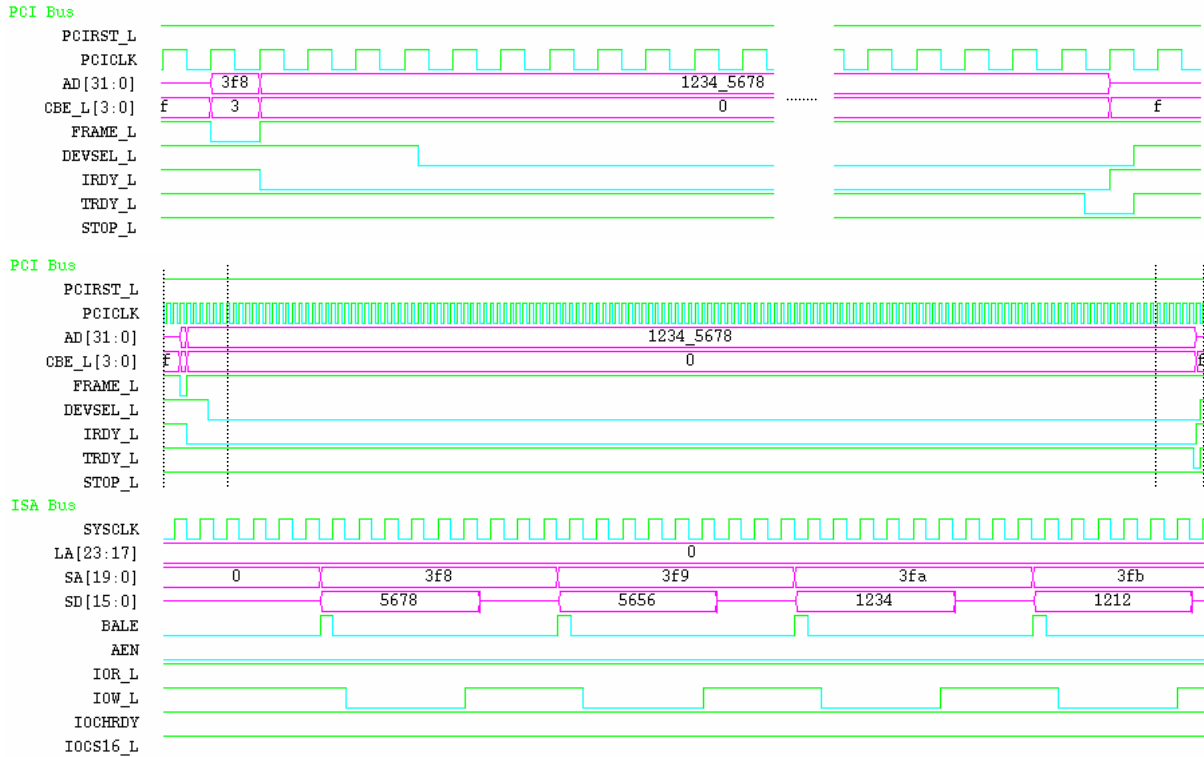 PCI Bus
PCIRST_L
PCICLK
AD[31:0] 3f8 1234_5678
CBE_L[3:0] f 3 0 ........ f
FRAME_L
DEVSEL_L
IRDY_L
TRDY_L
STOP_L
PCI Bus
PCIRST_L
PCICLK
AD[31:0] 1234_5678
CBE_L[3:0] f 0 f
FRAME_L
DEVSEL_L
IRDY_L
TRDY_L
STOP_L
ISA Bus
SYSCLK
LA[23:17] 0
SA[19:0] 0 3f8 3f9 3fa 3fb
SD[15:0] 5678 5656 1234 1212
BALE
AEN
IOR_L
IOW_L
IOCHRDY
IOCS16_L